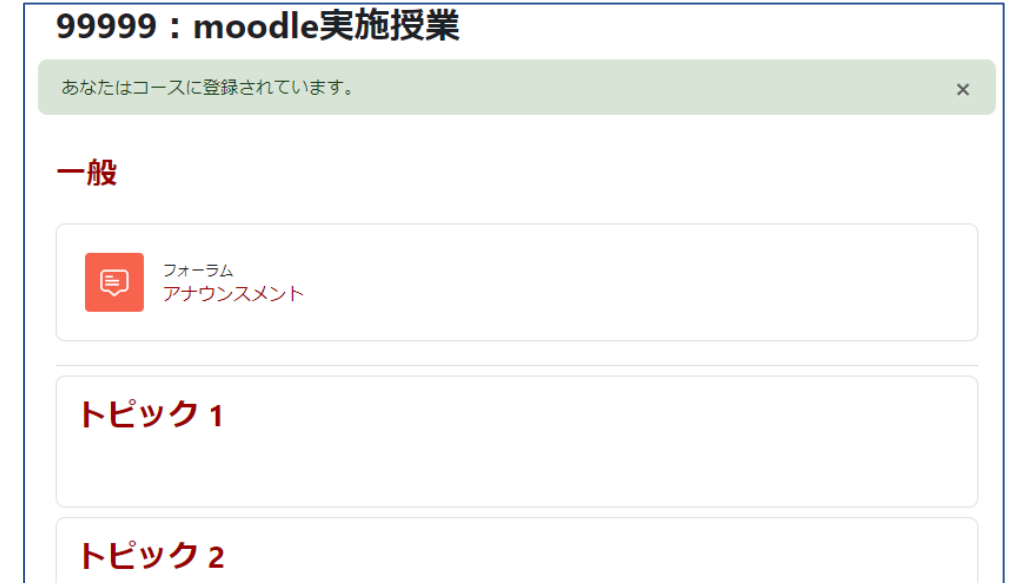 99999：moodle実施授業
あなたはコースに登録されています。 ×
一般
フォーラム
アナウンスメント
トピック 1
トピック 2